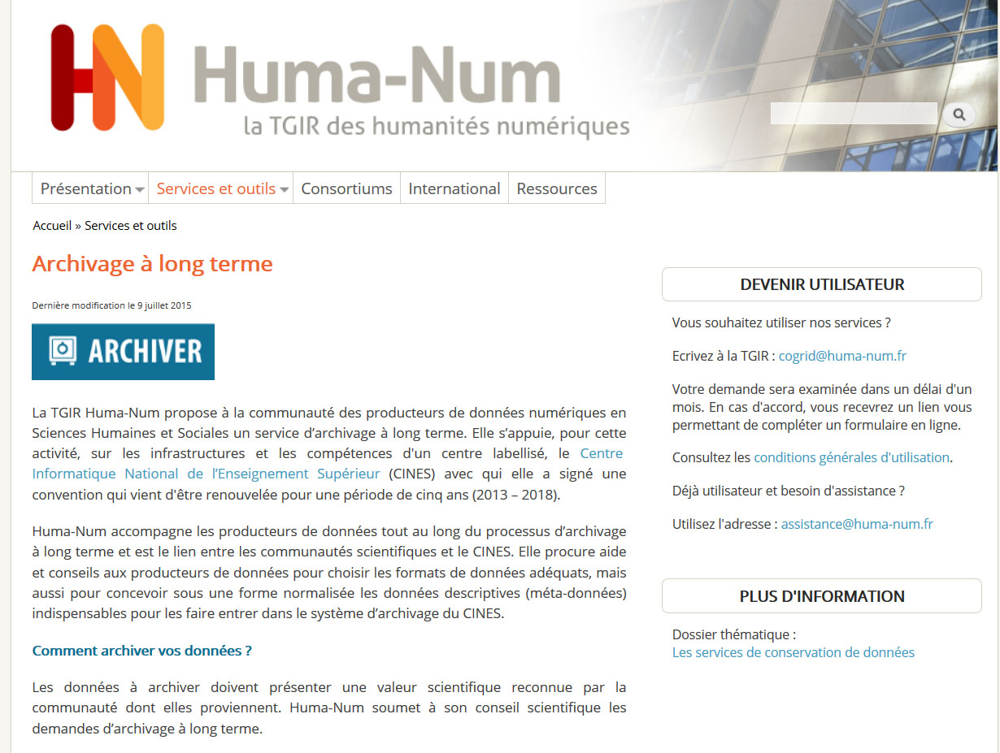 HN
Huma-Num
la TGIR des humanités numériques
Présentation
Services et outils
Consortiums
International
Ressources
Accueil » Services et outils
Archivage à long terme
Dernière modification le 9 juillet 2015
ARCHIVER
La TGIR Huma-Num propose à la communauté des producteurs de données numériques en
Sciences Humaines et Sociales un service d’archivage à long terme. Elle s’appuie, pour cette
activité, sur les infrastructures et les compétences d'un centre labellisé, le Centre
Informatique National de l’Enseignement Supérieur (CINES) avec qui elle a signé une
convention qui vient d'être renouvelée pour une période de cinq ans (2013 – 2018).
Huma-Num accompagne les producteurs de données tout au long du processus d’archivage
à long terme et est le lien entre les communautés scientifiques et le CINES. Elle procure aide
et conseils aux producteurs de données pour choisir les formats de données adéquats, mais
aussi pour concevoir sous une forme normalisée les données descriptives (méta-données)
indispensables pour les faire entrer dans le système d’archivage du CINES.
Comment archiver vos données ?
Les données à archiver doivent présenter une valeur scientifique reconnue par la
communauté dont elles proviennent. Huma-Num soumet à son conseil scientifique les
demandes d’archivage à long terme.
DEVENIR UTILISATEUR
Vous souhaitez utiliser nos services ?
Ecrivez à la TGIR : cogrid@huma-num.fr
Votre demande sera examinée dans un délai d'un
mois. En cas d'accord, vous recevrez un lien vous
permettant de compléter un formulaire en ligne.
Consultez les conditions générales d'utilisation.
Déjà utilisateur et besoin d'assistance ?
Utilisez l'adresse : assistance@huma-num.fr
PLUS D'INFORMATION
Dossier thématique :
Les services de conservation de données